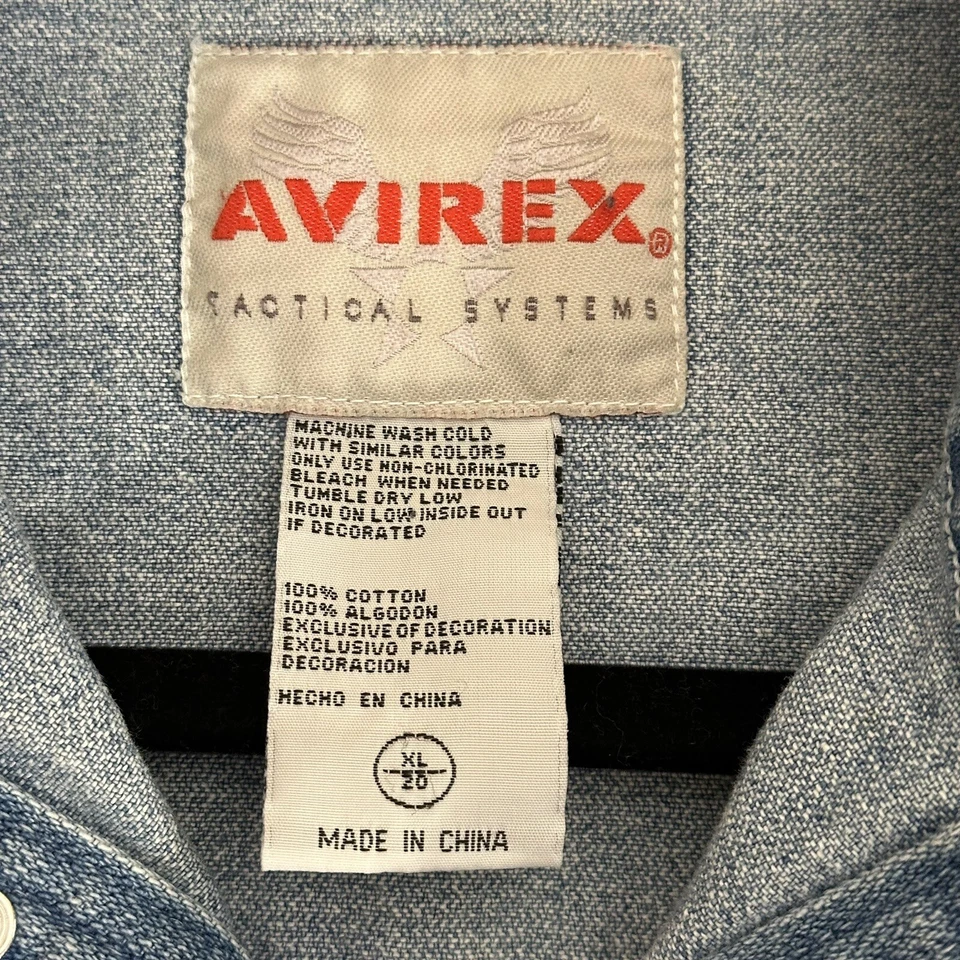 AVIREX®
TACTICAL SYSTEMS
MACHINE WASH COLD
WITH SIMILAR COLORS
ONLY USE NON-CHLORINATED
BLEACH WHEN NEEDED
TUMBLE DRY LOW
IRON ON LOW INSIDE OUT
IF DECORATED
100% COTTON
100% ALGODON
EXCLUSIVE OF DECORATION
EXCLUSIVO PARA
DECORACION
HECHO EN CHINA
XL
20
MADE IN CHINA